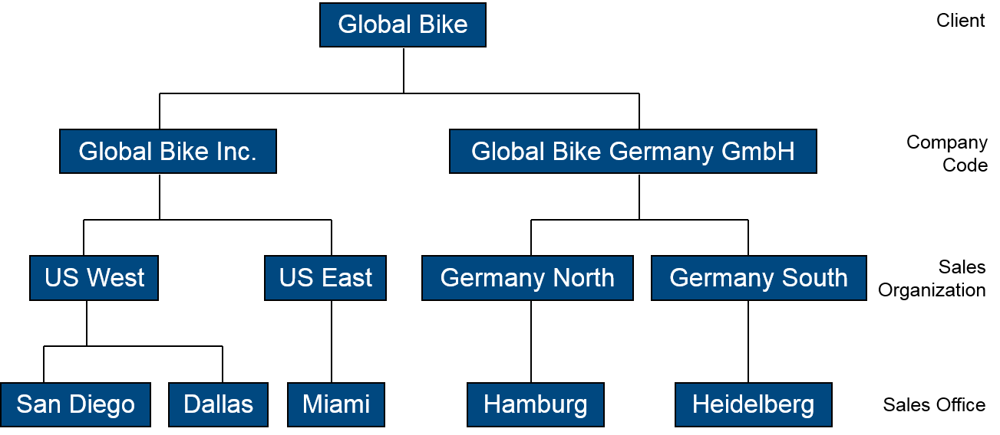 Global Bike
Client
Global Bike Inc.
Global Bike Germany GmbH
Company
Code
US West
US East
Germany North
Germany South
Sales
Organization
San Diego
Dallas
Miami
Hamburg
Heidelberg
Sales Office